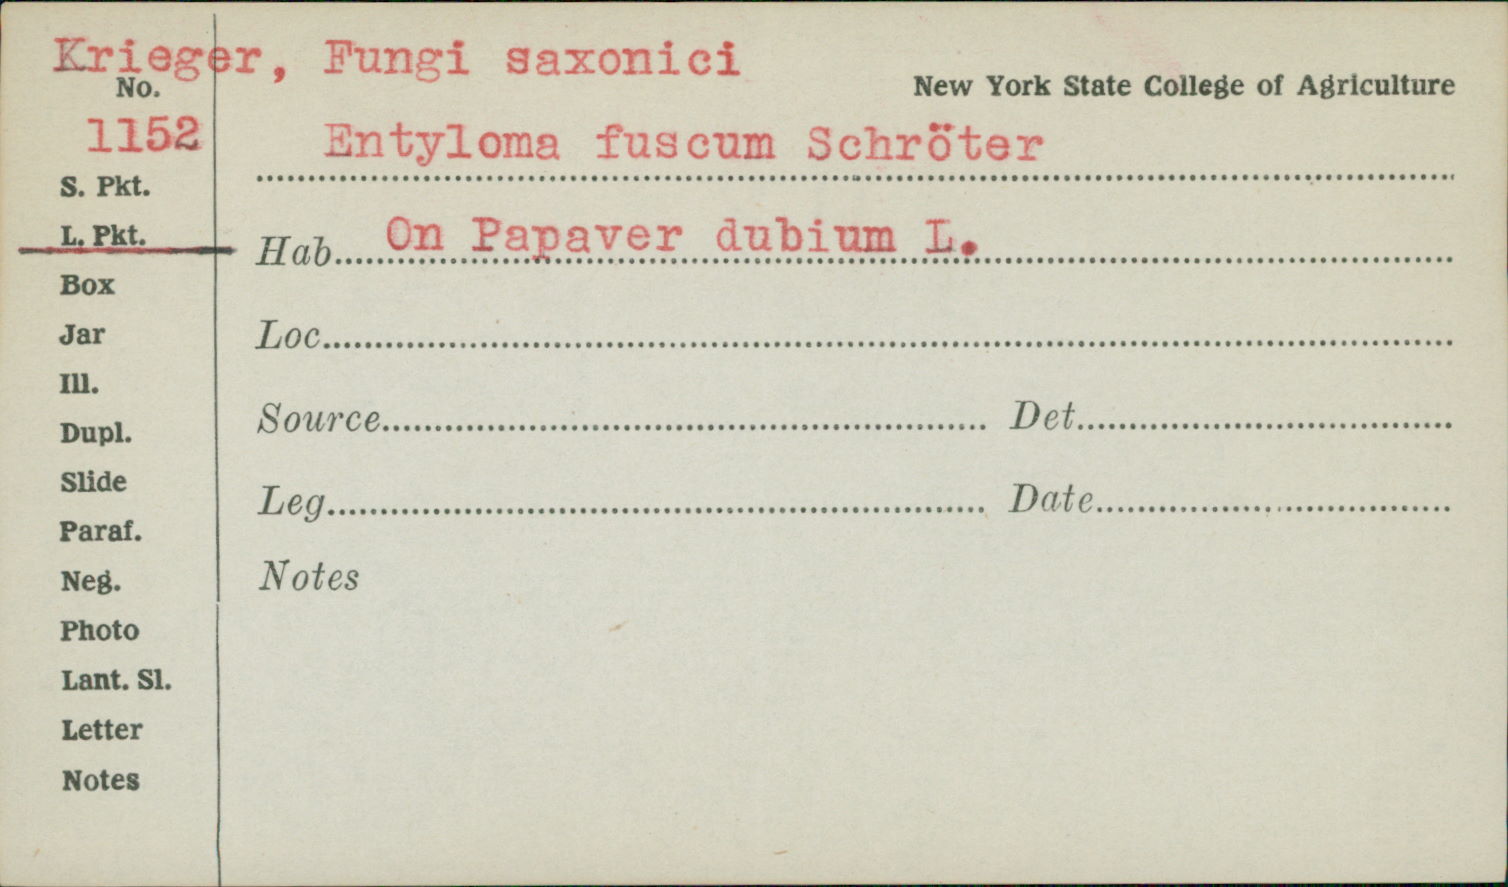 Krieger, Fungi saxonici
No.
New York State College of Agriculture
1152
Entyloma fuscum Schröter
S. Pkt.
L. Pkt.
Hab. On Papaver dubium L.
Box
Jar
Loc.
Ill.
Source
Det.
Dupl.
Slide
Leg.
Date
Paraf.
Neg.
Notes
Photo
Lant. Sl.
Letter
Notes